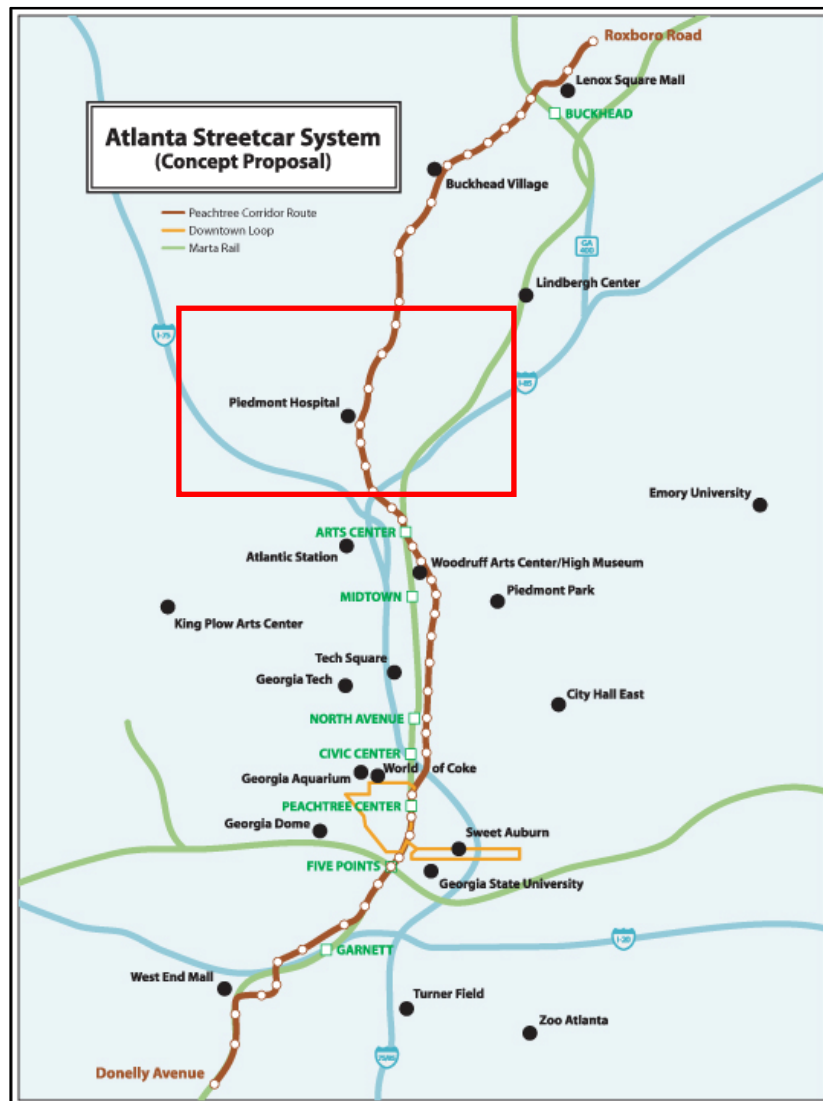 Roxboro Road
Lenox Square Mall
BUCKHEAD
Atlanta Streetcar System
(Concept Proposal)
Buckhead Village
Peachtree Corridor Route
Downtown Loop
Marta Rail
GA
400
Lindbergh Center
I-75
I-85
Piedmont Hospital
Emory University
ARTS CENTER
Atlantic Station
Woodruff Arts Center/High Museum
MIDTOWN
Piedmont Park
King Plow Arts Center
Tech Square
Georgia Tech
City Hall East
NORTH AVENUE
CIVIC CENTER
World of Coke
Georgia Aquarium
PEACHTREE CENTER
Georgia Dome
Sweet Auburn
FIVE POINTS
Georgia State University
I-20
GARNETT
West End Mall
Turner Field
Zoo Atlanta
75/85
Donelly Avenue